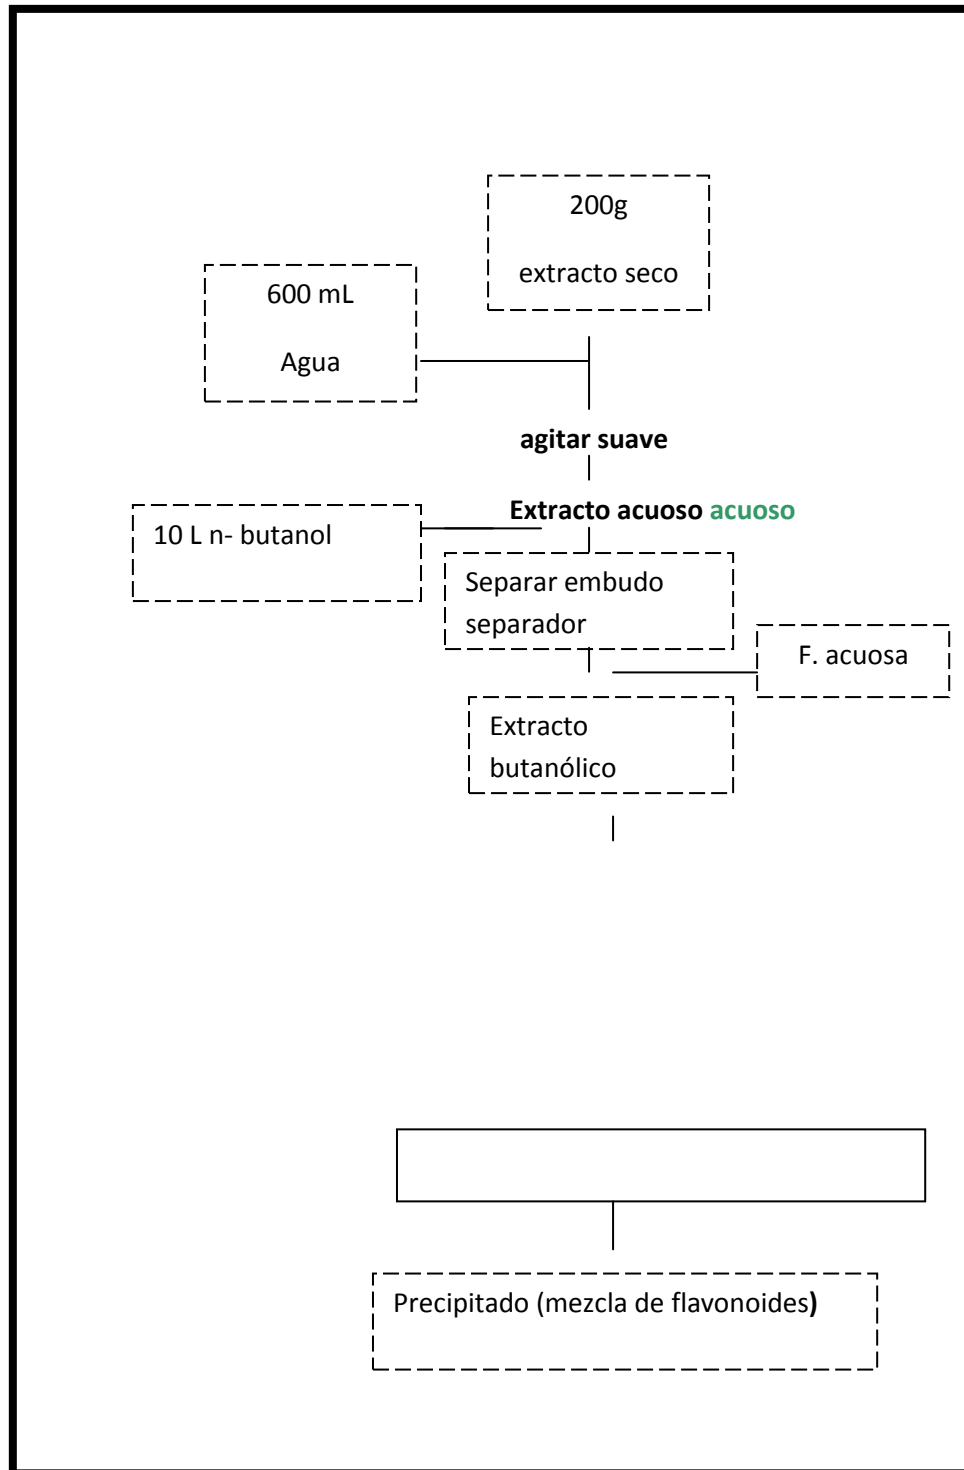 200g
extracto seco
600 mL
Agua
agitar suave
Extracto acuoso acuoso
10 L n- butanol
Separar embudo
separador
F. acuosa
Extracto
butanólico
Precipitado (mezcla de flavonoides)